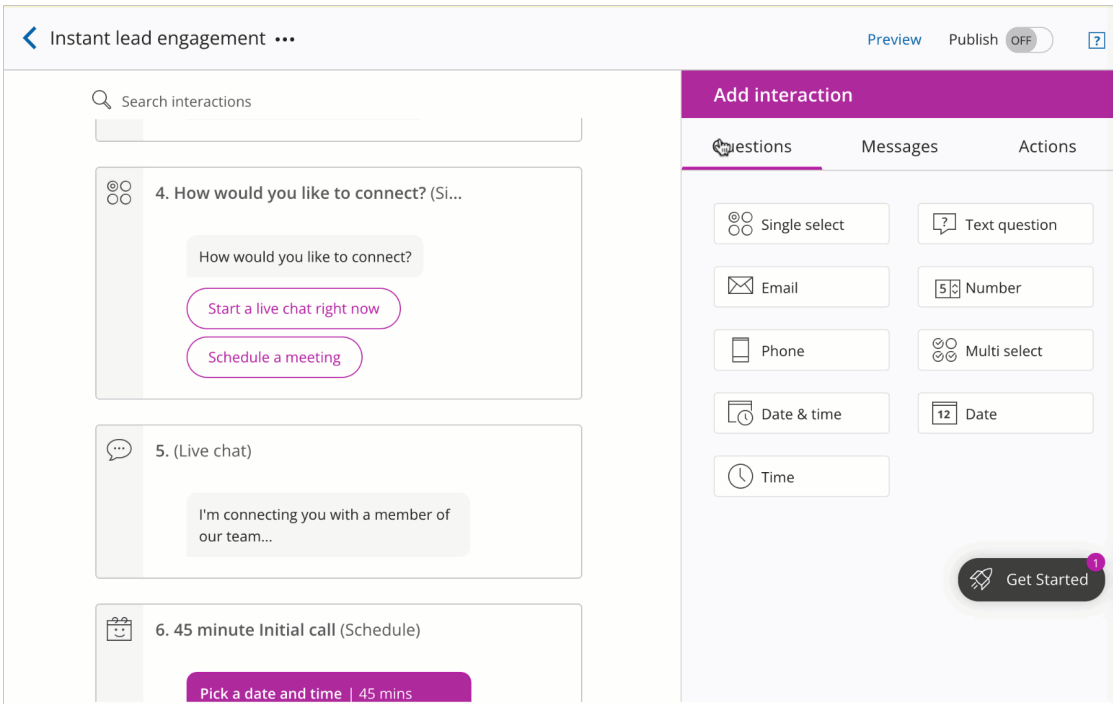 Instant lead engagement •••
Preview
Publish
OFF
?
Search interactions
4. How would you like to connect? (Si...
How would you like to connect?
Start a live chat right now
Schedule a meeting
5. (Live chat)
I'm connecting you with a member of
our team...
6. 45 minute Initial call (Schedule)
Pick a date and time | 45 mins
Add interaction
Questions
Messages
Actions
Single select
? Text question
Email
5 Number
Phone
Multi select
Date & time
12 Date
Time
1
Get Started